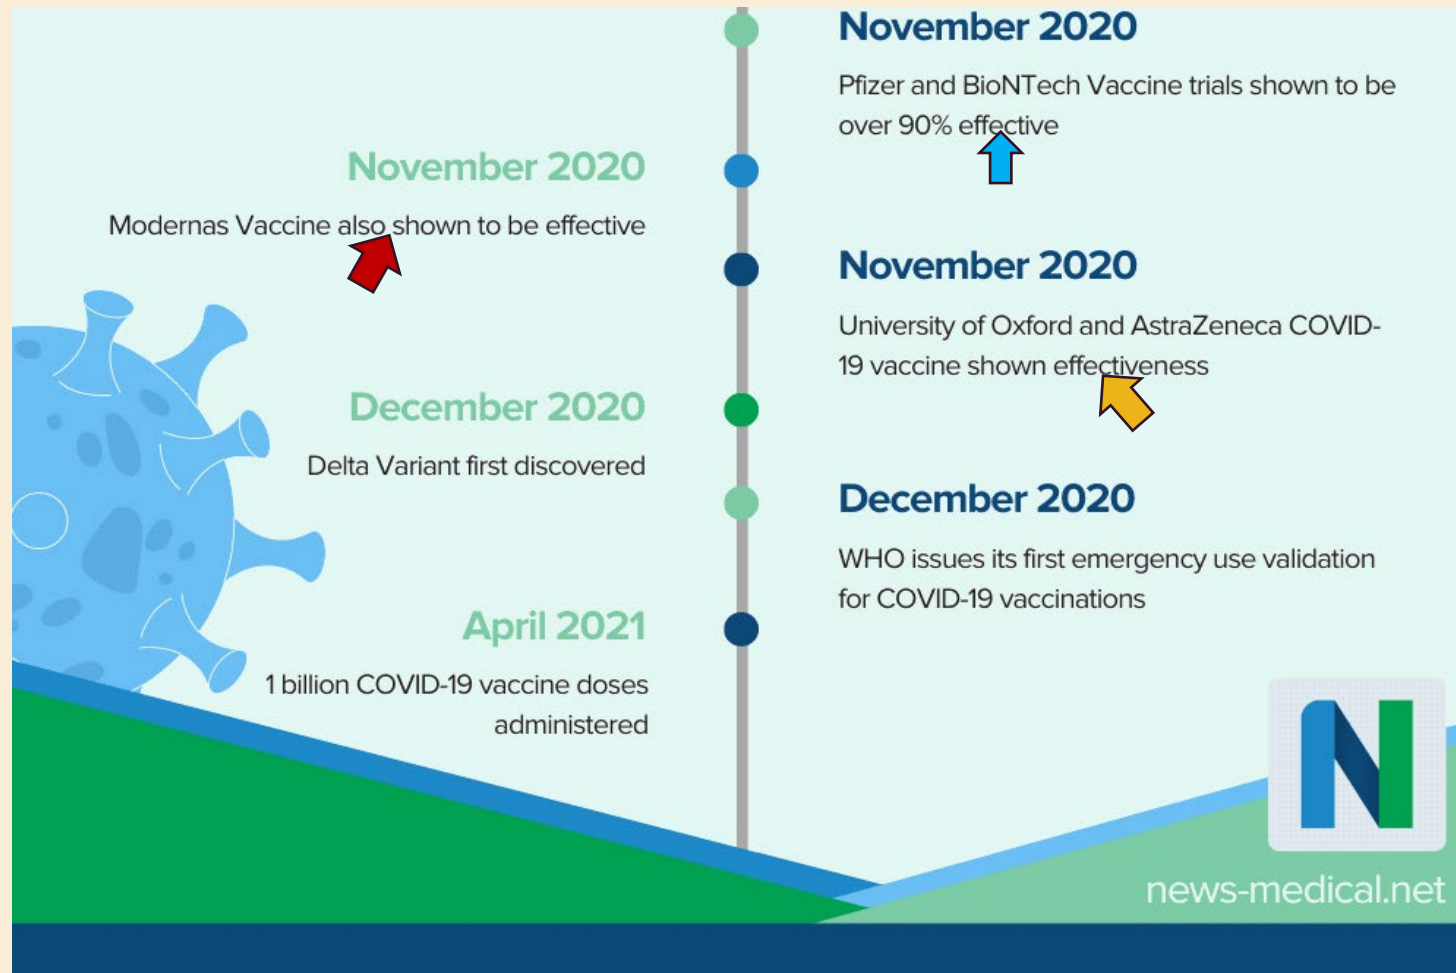 November 2020
Pfizer and BioNTech Vaccine trials shown to be
over 90% effective
November 2020
Modernas Vaccine also shown to be effective
November 2020
University of Oxford and AstraZeneca COVID-
19 vaccine shown effectiveness
December 2020
Delta Variant first discovered
December 2020
WHO issues its first emergency use validation
for COVID-19 vaccinations
April 2021
1 billion COVID-19 vaccine doses
administered
N
news-medical.net